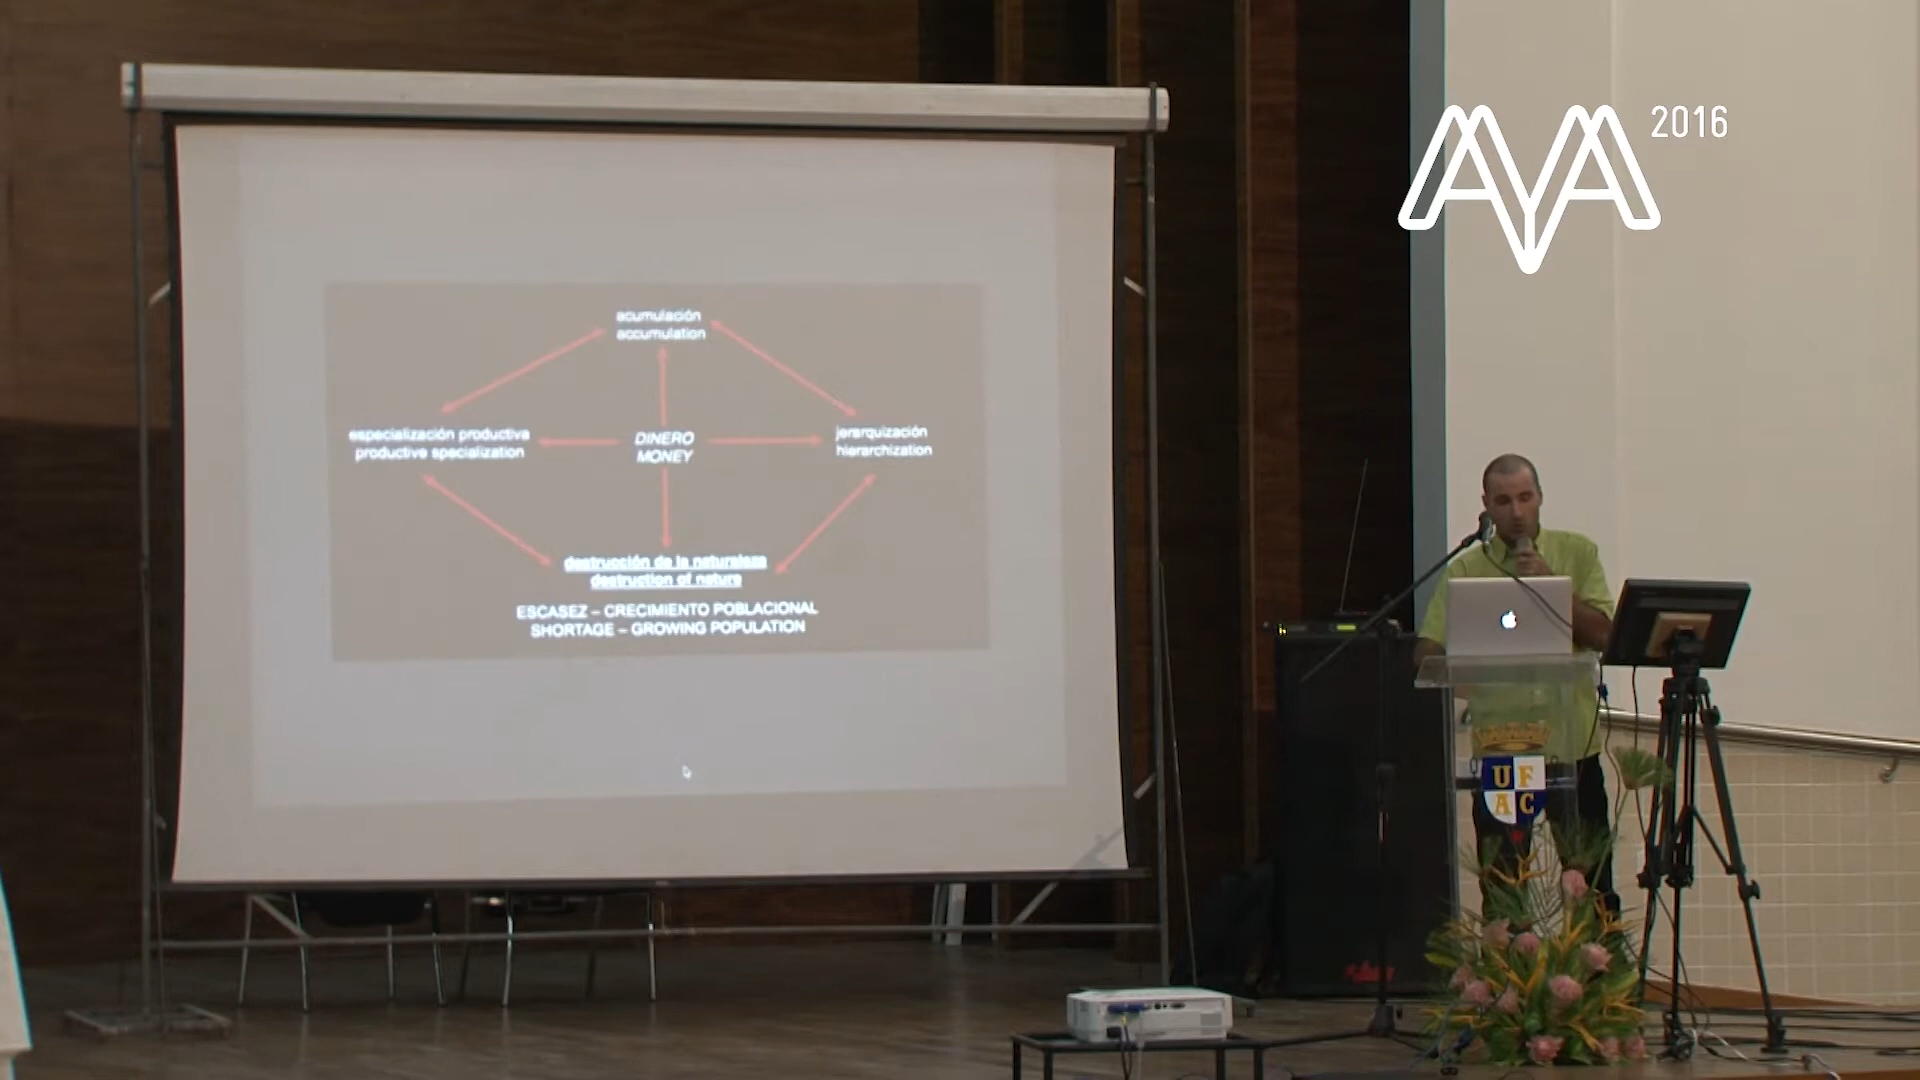 acumulación
accumulation
especialización productiva
productive specialization
DINERO
MONEY
jerarquización
hierarchization
destrucción de la naturaleza
destruction of nature
ESCASEZ – CRECIMIENTO POBLACIONAL
SHORTAGE – GROWING POPULATION
AYA
2016
U F
A C